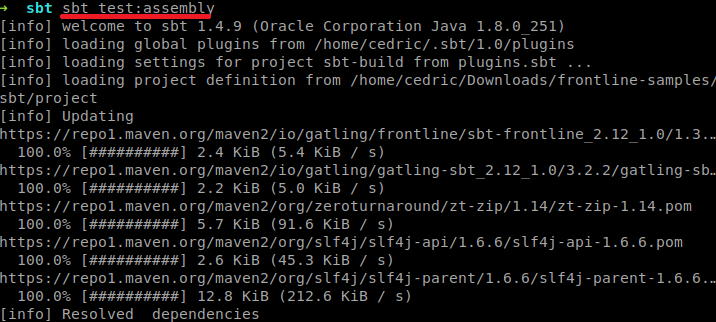 → sbt sbt test:assembly
[info] welcome to sbt 1.4.9 (Oracle Corporation Java 1.8.0_251)
[info] loading global plugins from /home/cedric/.sbt/1.0/plugins
[info] loading settings for project sbt-build from plugins.sbt ...
[info] loading project definition from /home/cedric/Downloads/frontline-samples/
sbt/project
[info] Updating
https://repo1.maven.org/maven2/io/gatling/frontline/sbt-frontline_2.12_1.0/1.3.…
  100.0% [##########] 2.4 KiB (5.4 KiB / s)
https://repo1.maven.org/maven2/io/gatling/gatling-sbt_2.12_1.0/3.2.2/gatling-sb…
  100.0% [##########] 2.2 KiB (5.0 KiB / s)
https://repo1.maven.org/maven2/org/zeroturnaround/zt-zip/1.14/zt-zip-1.14.pom
  100.0% [##########] 5.7 KiB (91.6 KiB / s)
https://repo1.maven.org/maven2/org/slf4j/slf4j-api/1.6.6/slf4j-api-1.6.6.pom
  100.0% [##########] 2.6 KiB (45.3 KiB / s)
https://repo1.maven.org/maven2/org/slf4j/slf4j-parent/1.6.6/slf4j-parent-1.6.6.…
  100.0% [##########] 12.8 KiB (212.6 KiB / s)
[info] Resolved  dependencies